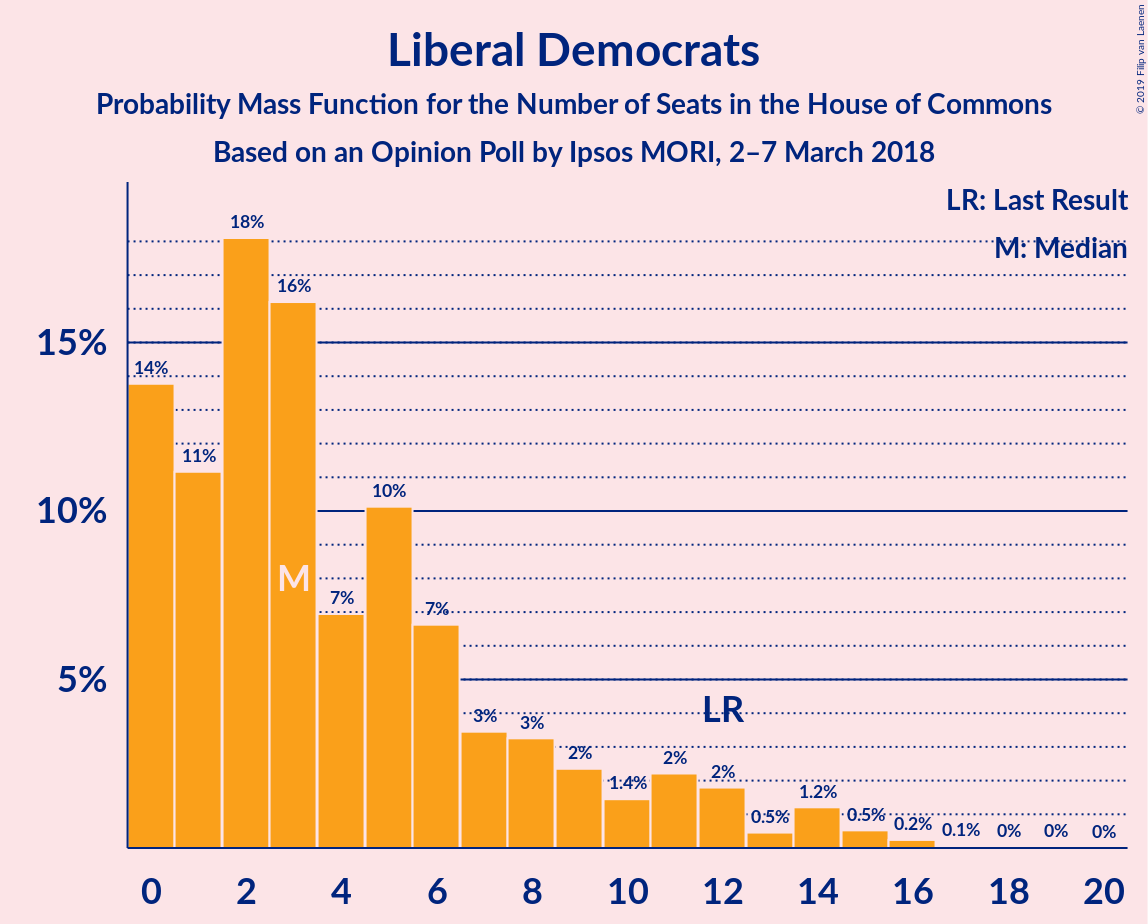 Liberal Democrats
Probability Mass Function for the Number of Seats in the House of Commons
Based on an Opinion Poll by Ipsos MORI, 2–7 March 2018
© 2019 Filip van Laenen
LR: Last Result
M: Median
15%
10%
5%
14%
11%
18%
16%
7%
10%
7%
3%
3%
2%
1.4%
2%
2%
0.5%
1.2%
0.5%
0.2%
0.1%
0%
0%
0%
M
LR
0 2 4 6 8 10 12 14 16 18 20